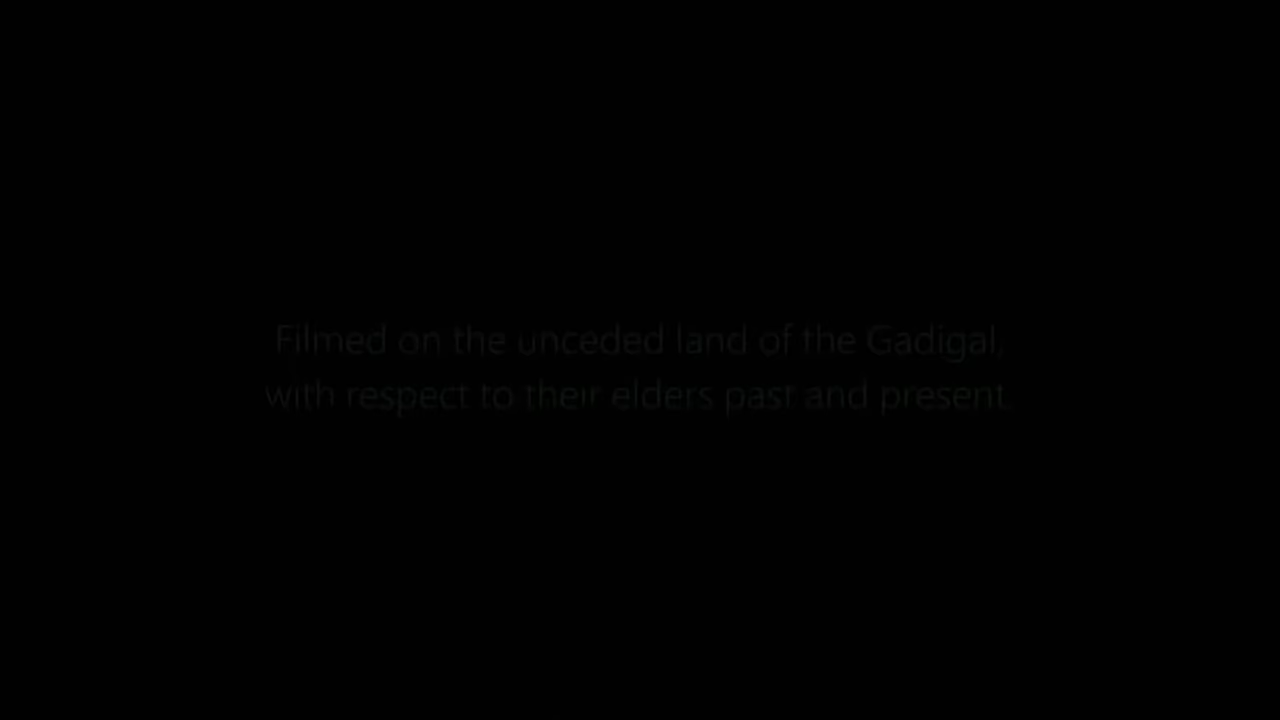 Filmed on the unceded land of the Gadigal,
with respect to their elders past and present.